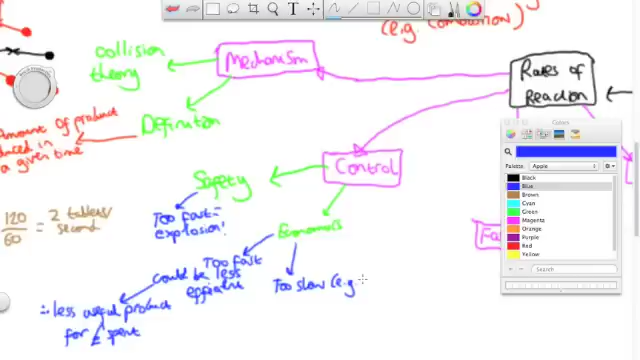 (e.g. combustion)
collision
theory
Mechanism
Rates of
Reaction
Definition
Amount of product
duced in
a given time
Control
Safety
Too fast =
explosion!
Economics
120
60
= 2 tablets/
second
Too fast
could be less
efficient
Too slow (e.g.
∴ less useful product
for £ spent
Fa
Colors
Palette:
Apple
Black
Blue
Brown
Cyan
Green
Magenta
Orange
Purple
Red
Yellow
Search
T